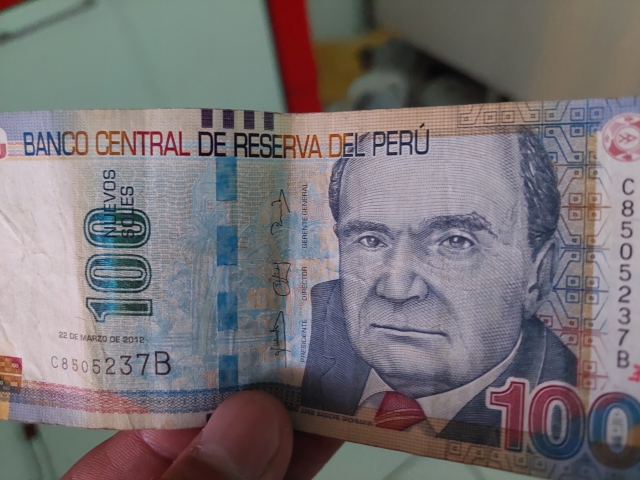 BANCO CENTRAL DE RESERVA DEL PERÚ
100
NUEVOS
SOLES
22 DE MARZO DE 2012
C8505237B
PRESIDENTE DIRECTOR GERENTE GENERAL
C8505237B
100